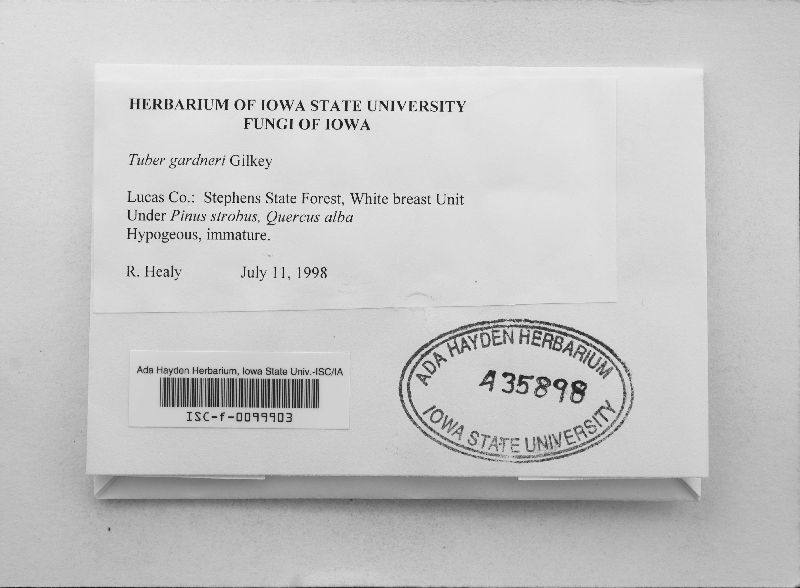 HERBARIUM OF IOWA STATE UNIVERSITY
FUNGI OF IOWA
Tuber gardneri Gilkey
Lucas Co.: Stephens State Forest, White breast Unit
Under Pinus strobus, Quercus alba
Hypogeous, immature.
R. Healy July 11, 1998
Ada Hayden Herbarium, Iowa State Univ.-ISC/IA
ISC-f-0099903
ADA HAYDEN HERBARIUM
A35898
IOWA STATE UNIVERSITY